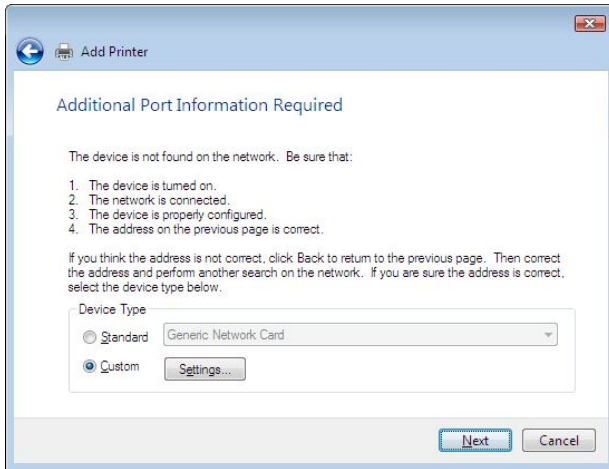 Add Printer
Additional Port Information Required
The device is not found on the network. Be sure that:
1. The device is turned on.
2. The network is connected.
3. The device is properly configured.
4. The address on the previous page is correct.
If you think the address is not correct, click Back to return to the previous page. Then correct
the address and perform another search on the network. If you are sure the address is correct,
select the device type below.
Device Type
Standard Generic Network Card
Custom Settings...
Next Cancel